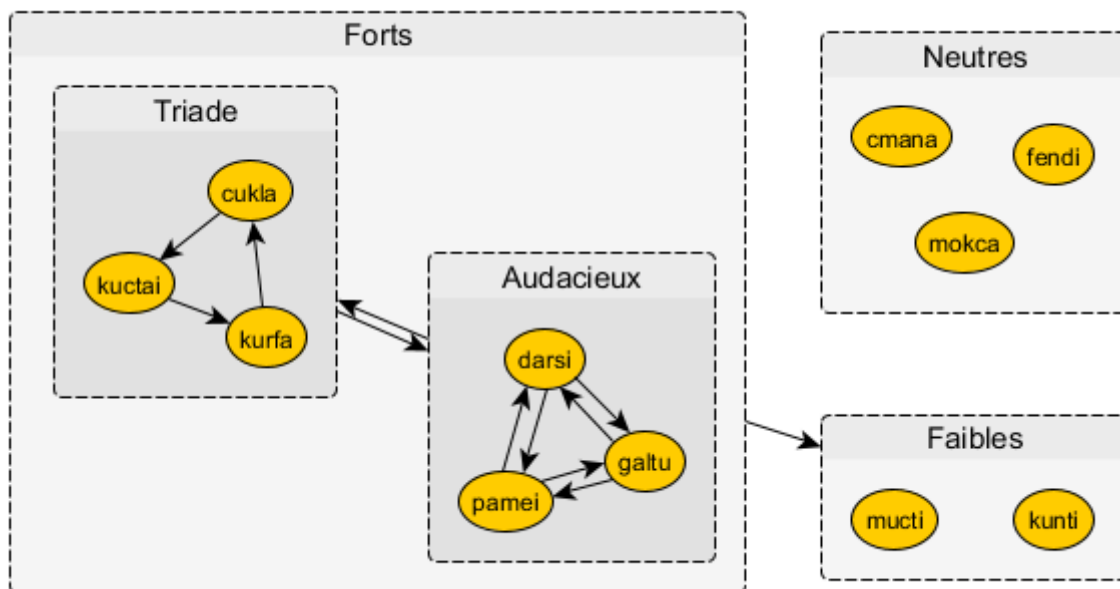 Forts
Triade
cukla
kuctai
kurfa
Audacieux
darsi
galtu
pamei
Neutres
cmana
fendi
mokca
Faibles
mucti
kunti